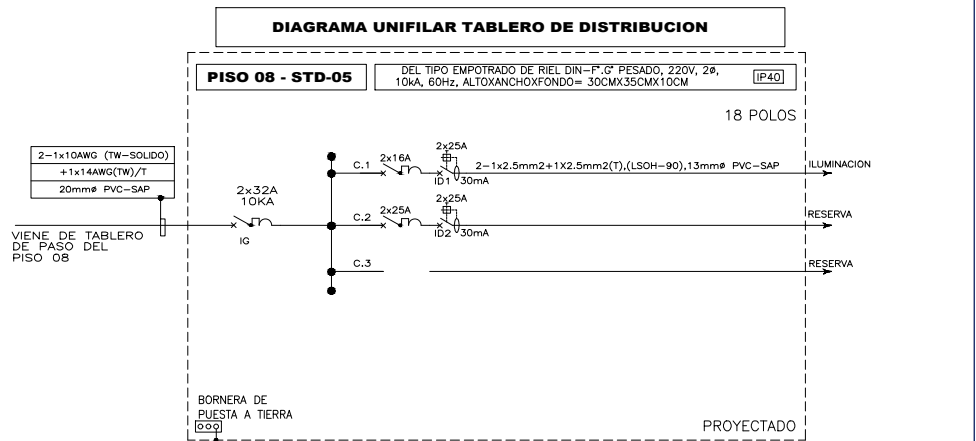 DIAGRAMA UNIFILAR TABLERO DE DISTRIBUCION
PISO 08 - STD-05
DEL TIPO EMPOTRADO DE RIEL DIN-F°.G° PESADO, 220V, 2ø,
10kA, 60Hz, ALTOXANCHOXFONDO= 30CMX35CMX10CM
IP40
18 POLOS
2-1x10AWG (TW-SOLIDO)
+1x14AWG(TW)/T
20mmø PVC-SAP
VIENE DE TABLERO
DE PASO DEL
PISO 08
2x32A
10KA
IG
C.1
2x16A
2x25A
ID1
30mA
2-1x2.5mm2+1X2.5mm2(T),(LSOH-90),13mmø PVC-SAP
ILUMINACION
C.2
2x25A
2x25A
ID2
30mA
RESERVA
C.3
RESERVA
BORNERA DE
PUESTA A TIERRA
PROYECTADO